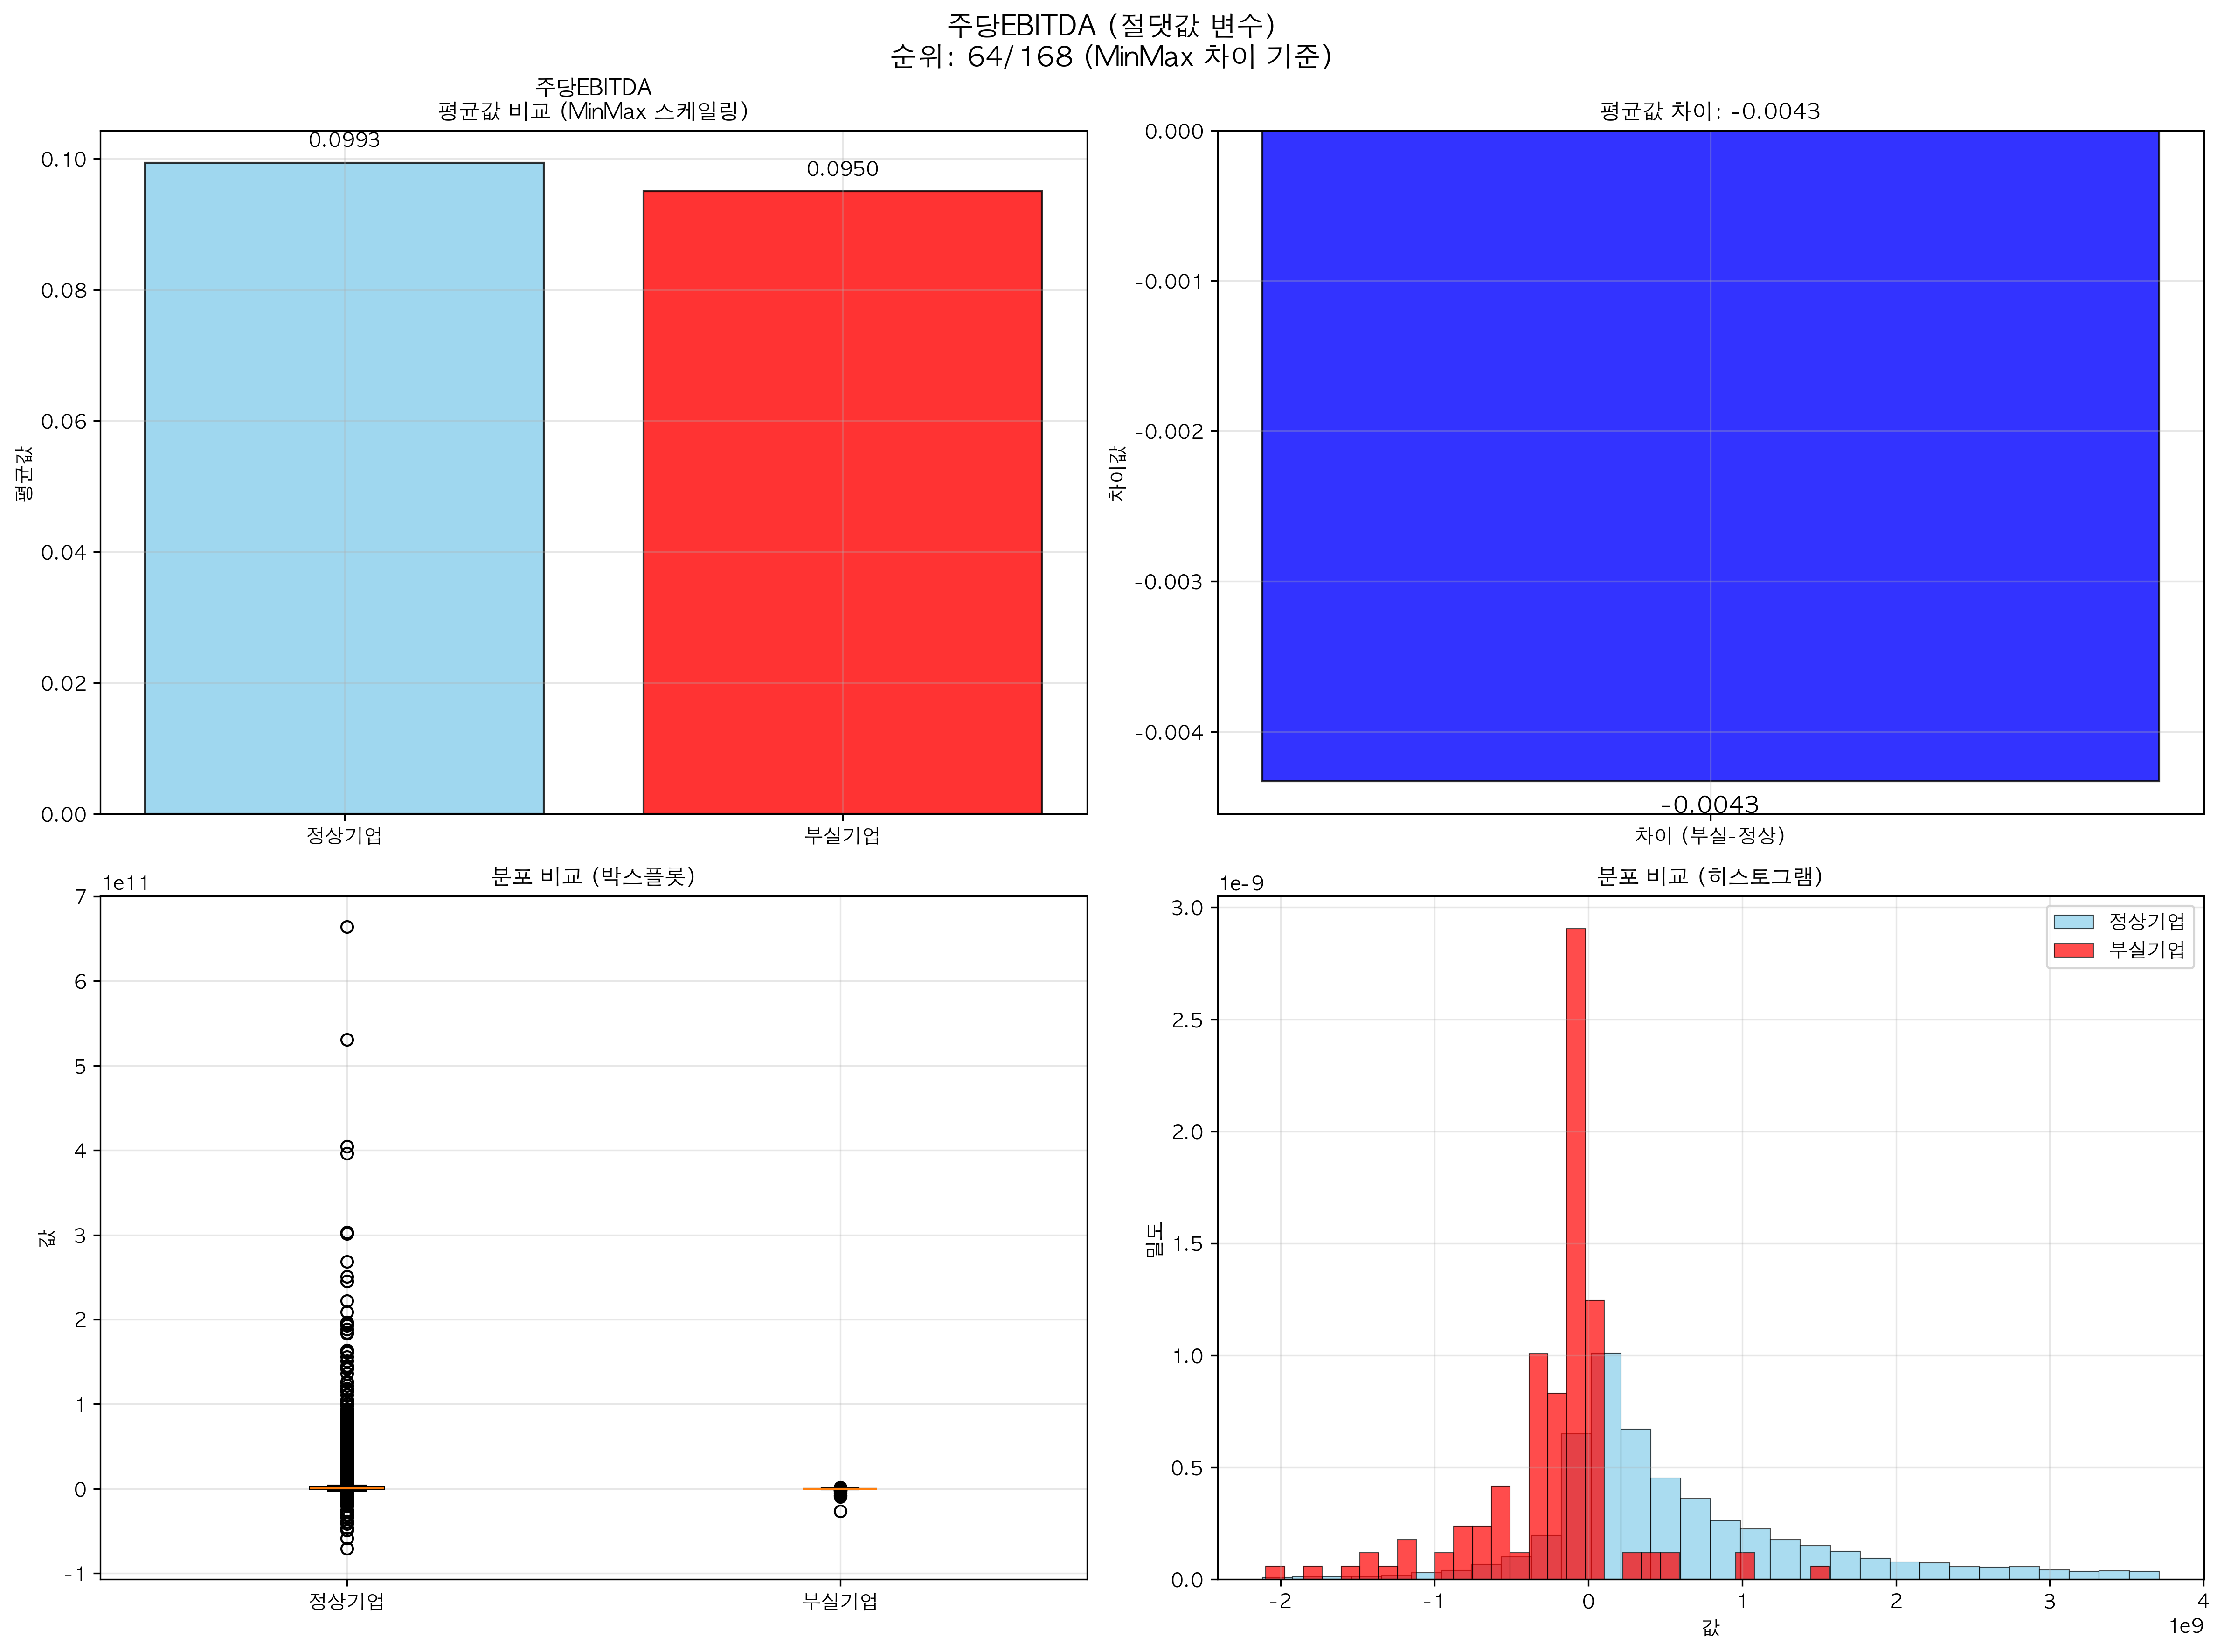 주당EBITDA (절댓값 변수)
순위: 64/168 (MinMax 차이 기준)
주당EBITDA
평균값 비교 (MinMax 스케일링)
0.0993
0.0950
0.10
0.08
0.06
0.04
0.02
0.00
평균값
정상기업
부실기업
평균값 차이: -0.0043
0.000
-0.001
-0.002
-0.003
-0.004
차이값
-0.0043
차이 (부실-정상)
분포 비교 (박스플롯)
1e11
7
6
5
4
3
2
1
0
-1
값
정상기업
부실기업
분포 비교 (히스토그램)
1e-9
정상기업
부실기업
3.0
2.5
2.0
1.5
1.0
0.5
0.0
밀도
-2
-1
0
1
2
3
4
1e9
값